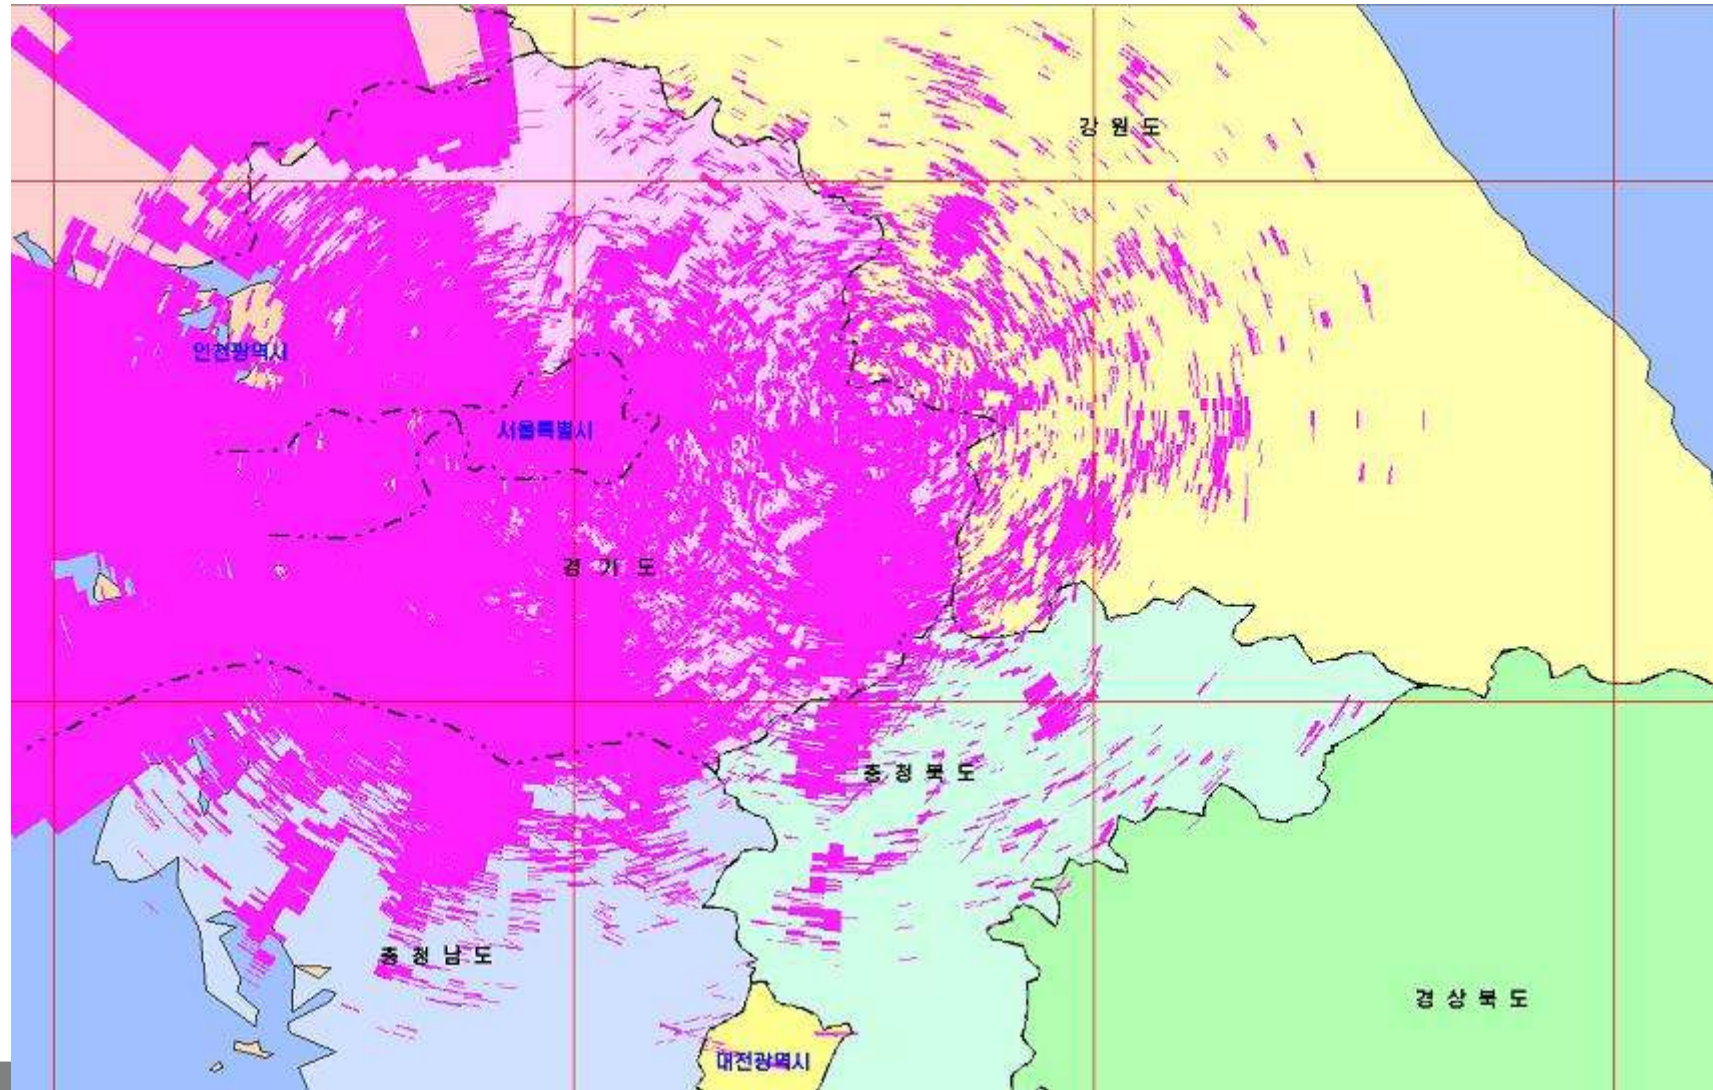 강 원 도
인천광역시
서울특별시
경 기 도
충 청 북 도
충 청 남 도
경 상 북 도
대전광역시